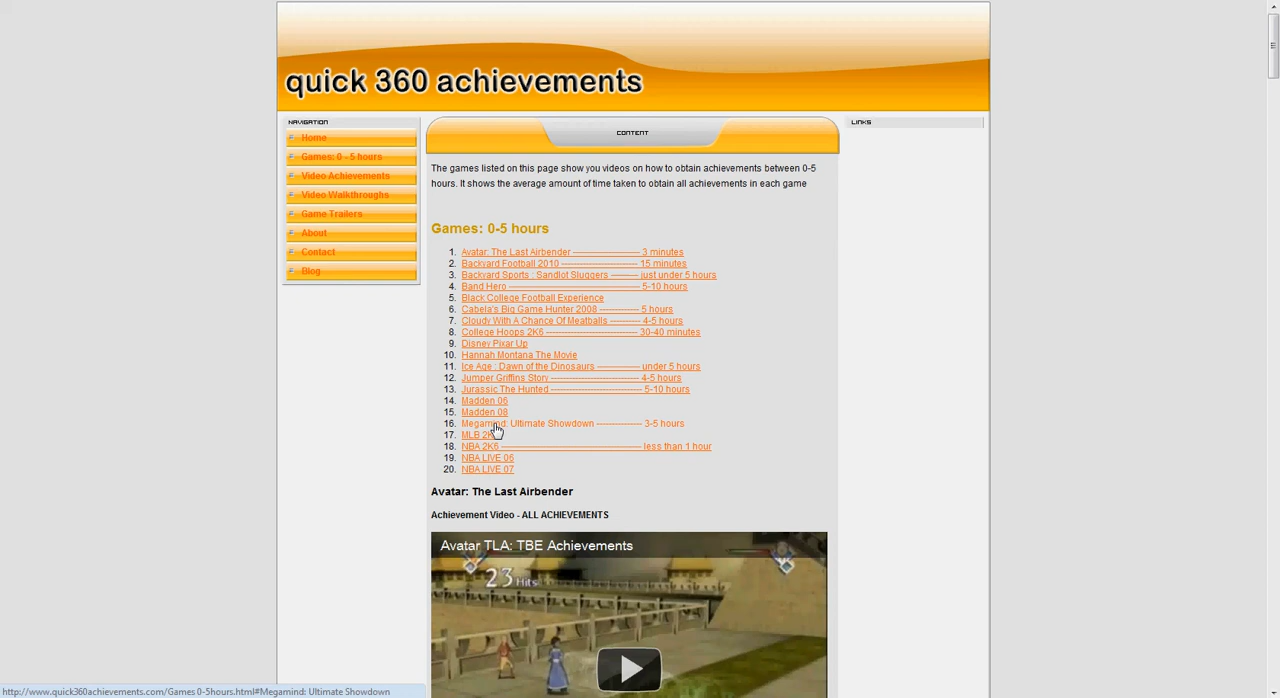 quick 360 achievements
NAVIGATION
Home
Games: 0 - 5 hours
Video Achievements
Video Walkthroughs
Game Trailers
About
Contact
Blog
CONTENT
The games listed on this page show you videos on how to obtain achievements between 0-5
hours. It shows the average amount of time taken to obtain all achievements in each game
Games: 0-5 hours
1. Avatar: The Last Airbender ---------------------- 3 minutes
2. Backyard Football 2010 ------------------------- 15 minutes
3. Backyard Sports : Sandlot Sluggers -------- just under 5 hours
4. Band Hero ------------------------------------------- 5-10 hours
5. Black College Football Experience
6. Cabela's Big Game Hunter 2008 -------------- 5 hours
7. Cloudy With A Chance Of Meatballs ---------- 4-5 hours
8. College Hoops 2K6 ------------------------------ 30-40 minutes
9. Disney Pixar Up
10. Hannah Montana The Movie
11. Ice Age : Dawn of the Dinosaurs -------------- under 5 hours
12. Jumper Griffins Story ----------------------------- 4-5 hours
13. Jurassic The Hunted ------------------------------ 5-10 hours
14. Madden 06
15. Madden 08
16. Megamind: Ultimate Showdown --------------- 3-5 hours
17. MLB
18. NBA 2K6 ---------------------------------------------- less than 1 hour
19. NBA LIVE 06
20. NBA LIVE 07
Avatar: The Last Airbender
Achievement Video - ALL ACHIEVEMENTS
Avatar TLA: TBE Achievements
23 Hits
LINKS
http://www.quick360achievements.com/Games 0-5hours.html#Megamind: Ultimate Showdown